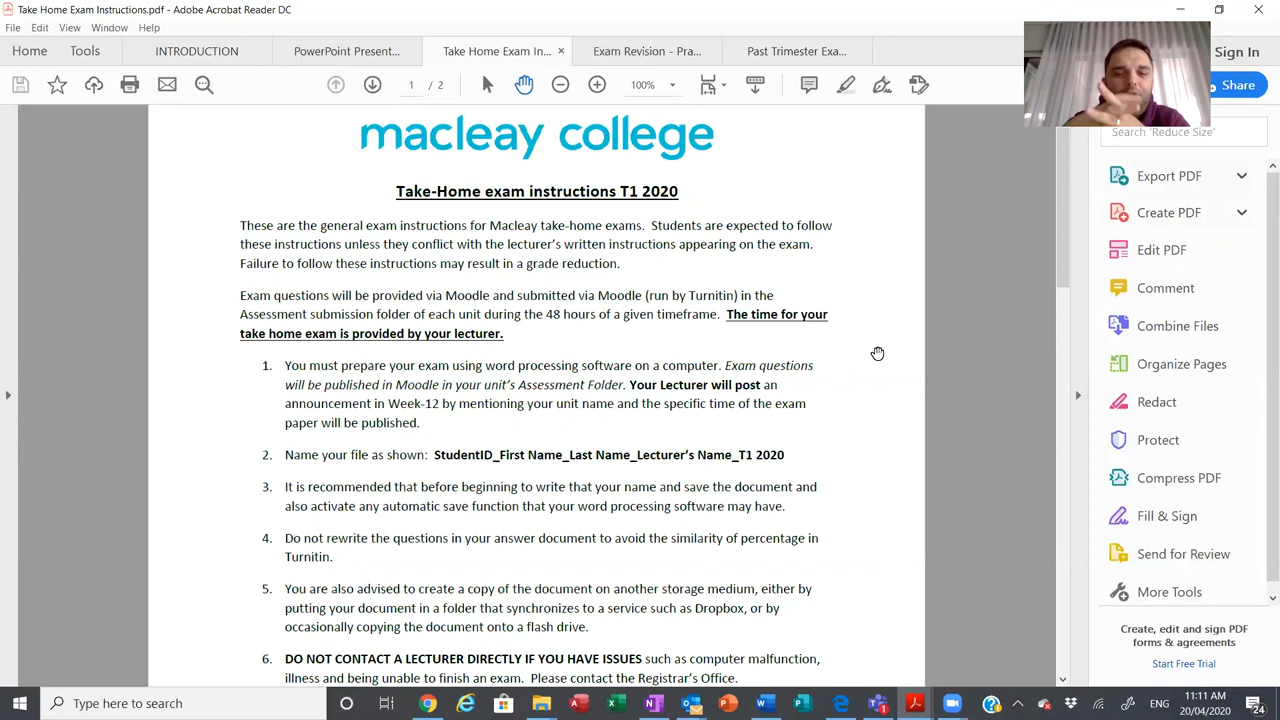 Take Home Exam Instructions.pdf - Adobe Acrobat Reader DC
File Edit View Window Help
Home Tools INTRODUCTION PowerPoint Present... Take Home Exam In... × Exam Revision - Pra... Past Trimester Exa... Sign In
1 / 2 100% Share
macleay college
Take-Home exam instructions T1 2020
These are the general exam instructions for Macleay take-home exams. Students are expected to follow
these instructions unless they conflict with the lecturer's written instructions appearing on the exam.
Failure to follow these instructions may result in a grade reduction.
Exam questions will be provided via Moodle and submitted via Moodle (run by Turnitin) in the
Assessment submission folder of each unit during the 48 hours of a given timeframe. The time for your
take home exam is provided by your lecturer.
1. You must prepare your exam using word processing software on a computer. Exam questions
will be published in Moodle in your unit's Assessment Folder. Your Lecturer will post an
announcement in Week-12 by mentioning your unit name and the specific time of the exam
paper will be published.
2. Name your file as shown: StudentID_First Name_Last Name_Lecturer's Name_T1 2020
3. It is recommended that before beginning to write that your name and save the document and
also activate any automatic save function that your word processing software may have.
4. Do not rewrite the questions in your answer document to avoid the similarity of percentage in
Turnitin.
5. You are also advised to create a copy of the document on another storage medium, either by
putting your document in a folder that synchronizes to a service such as Dropbox, or by
occasionally copying the document onto a flash drive.
6. DO NOT CONTACT A LECTURER DIRECTLY IF YOU HAVE ISSUES such as computer malfunction,
illness and being unable to finish an exam. Please contact the Registrar's Office.
Search 'Reduce Size'
Export PDF
Create PDF
Edit PDF
Comment
Combine Files
Organize Pages
Redact
Protect
Compress PDF
Fill & Sign
Send for Review
More Tools
Create, edit and sign PDF
forms & agreements
Start Free Trial
Type here to search
ENG
11:11 AM
20/04/2020
24